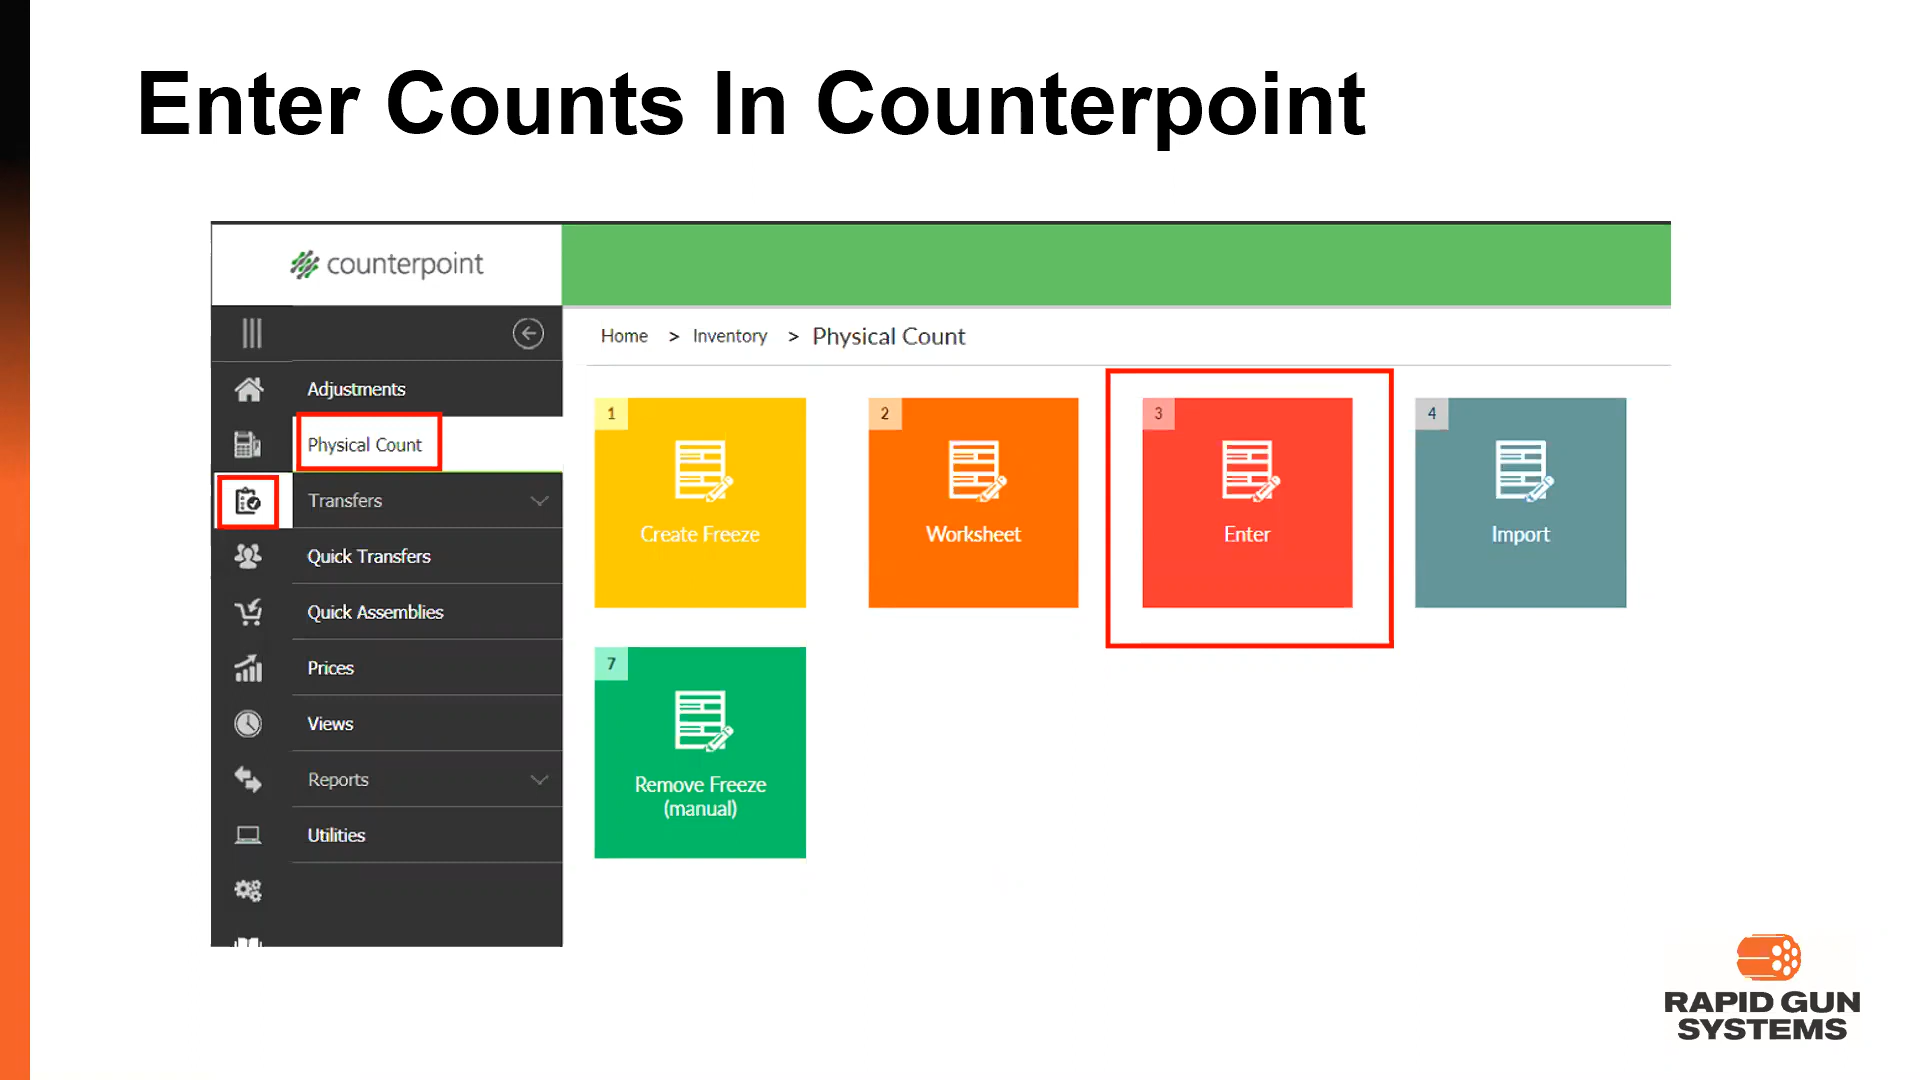 Enter Counts In Counterpoint
counterpoint
Home > Inventory > Physical Count
Adjustments
Physical Count
Transfers
Quick Transfers
Quick Assemblies
Prices
Views
Reports
Utilities
1
Create Freeze
2
Worksheet
3
Enter
4
Import
7
Remove Freeze
(manual)
RAPID GUN
SYSTEMS